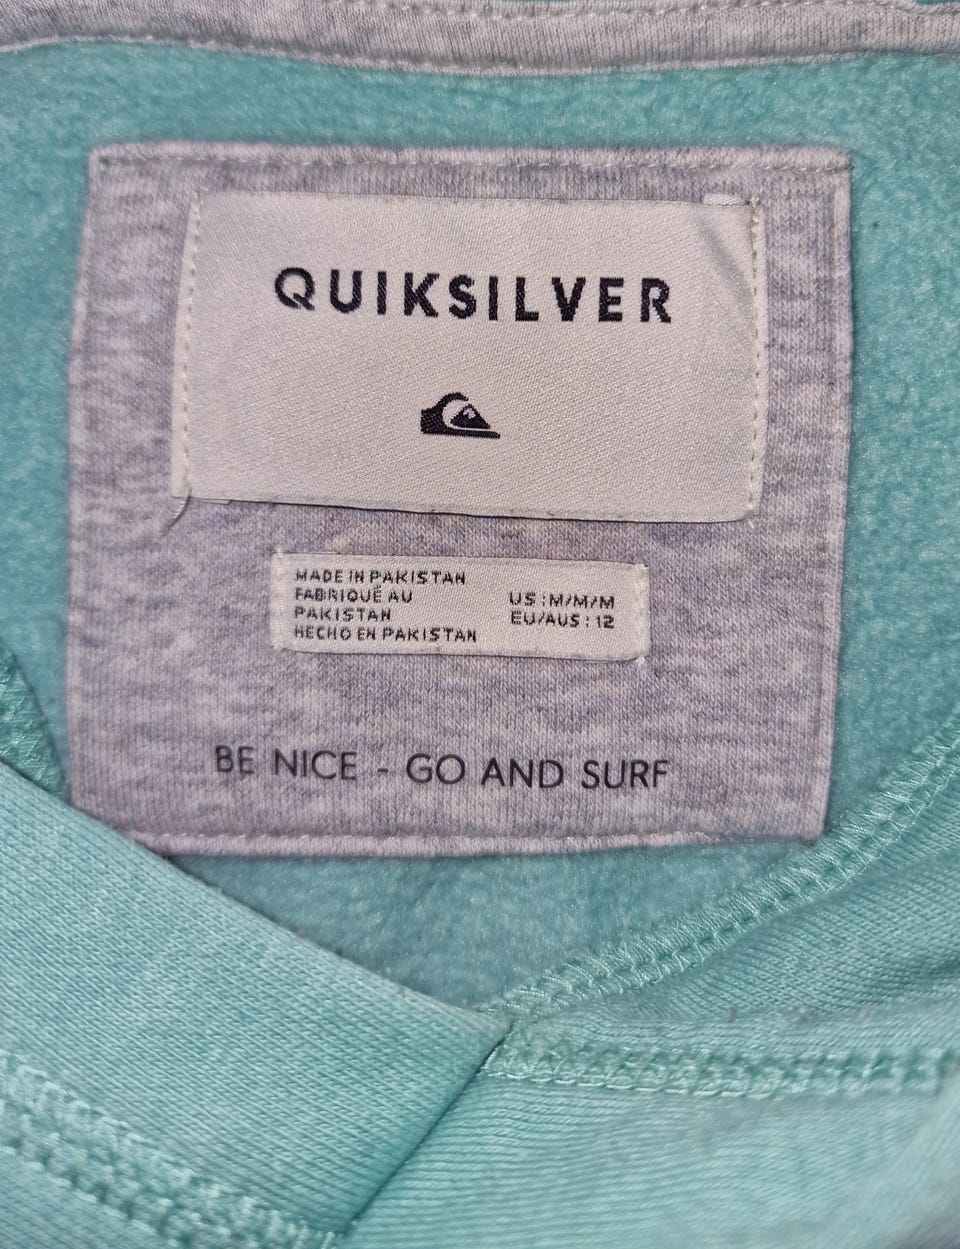 QUIKSILVER
MADE IN PAKISTAN
FABRIQUÉ AU
PAKISTAN
HECHO EN PAKISTAN
US : M/M/M
EU/AUS : 12
BE NICE - GO AND SURF